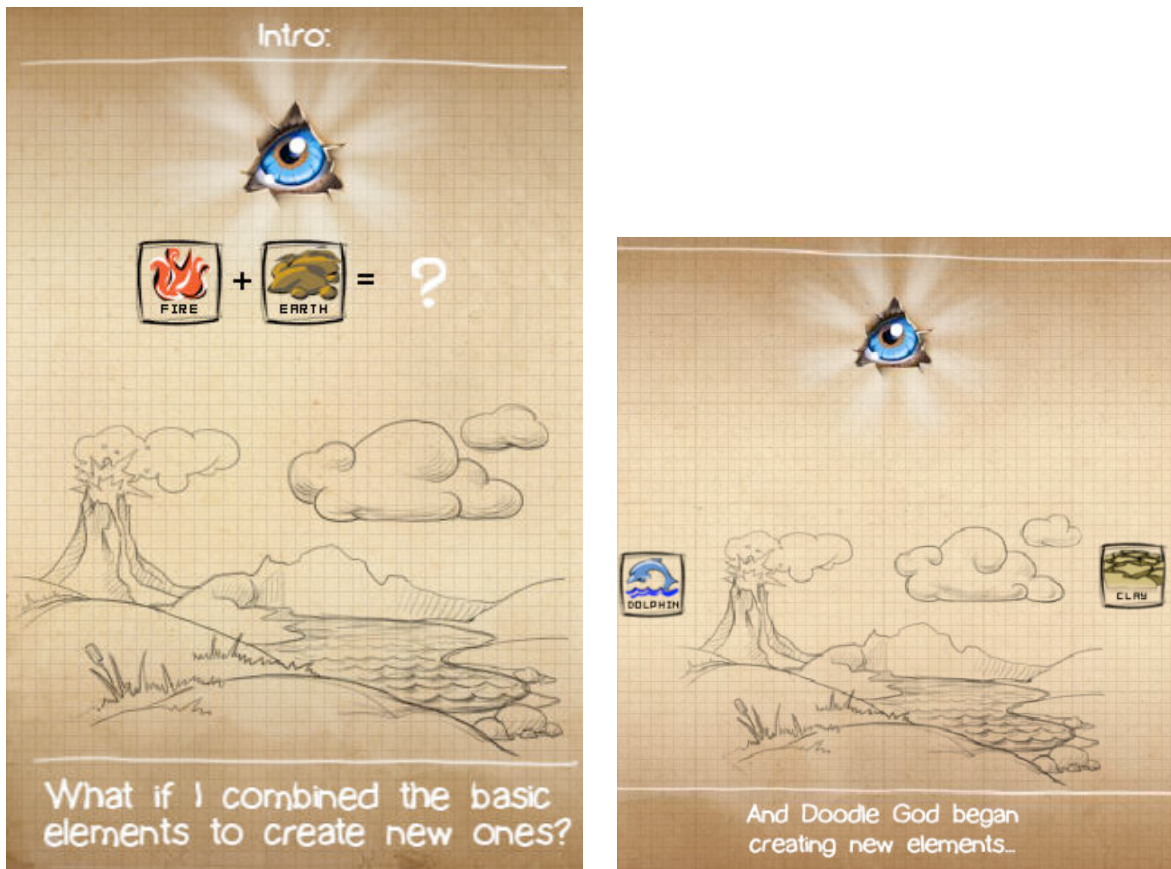 Intro:
FIRE + EARTH = ?
What if I combined the basic
elements to create new ones?
DOLPHIN
CLAY
And Doodle God began
creating new elements...